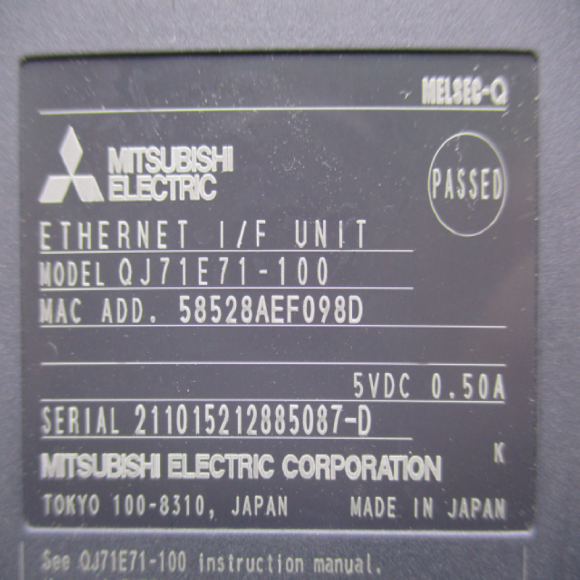 MELSEC-Q
MITSUBISHI
ELECTRIC
PASSED
ETHERNET I/F UNIT
MODEL QJ71E71-100
MAC ADD. 58528AEF098D
5VDC 0.50A
SERIAL 211015212885087-D
K
MITSUBISHI ELECTRIC CORPORATION
TOKYO 100-8310, JAPAN MADE IN JAPAN
See QJ71E71-100 instruction manual.